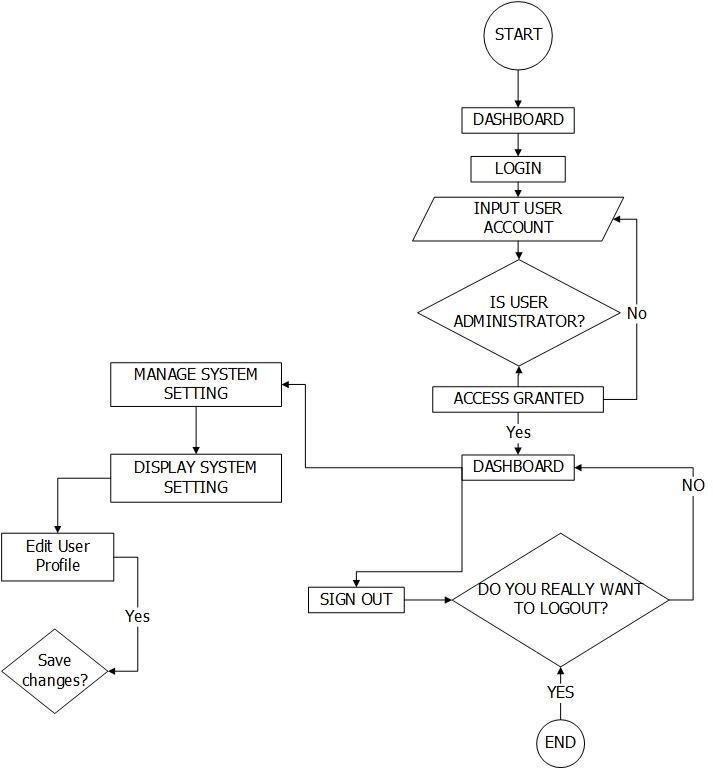 START
DASHBOARD
LOGIN
INPUT USER
ACCOUNT
IS USER
ADMINISTRATOR?
No
ACCESS GRANTED
Yes
DASHBOARD
MANAGE SYSTEM
SETTING
DISPLAY SYSTEM
SETTING
Edit User
Profile
Yes
Save
changes?
SIGN OUT
DO YOU REALLY WANT
TO LOGOUT?
NO
YES
END